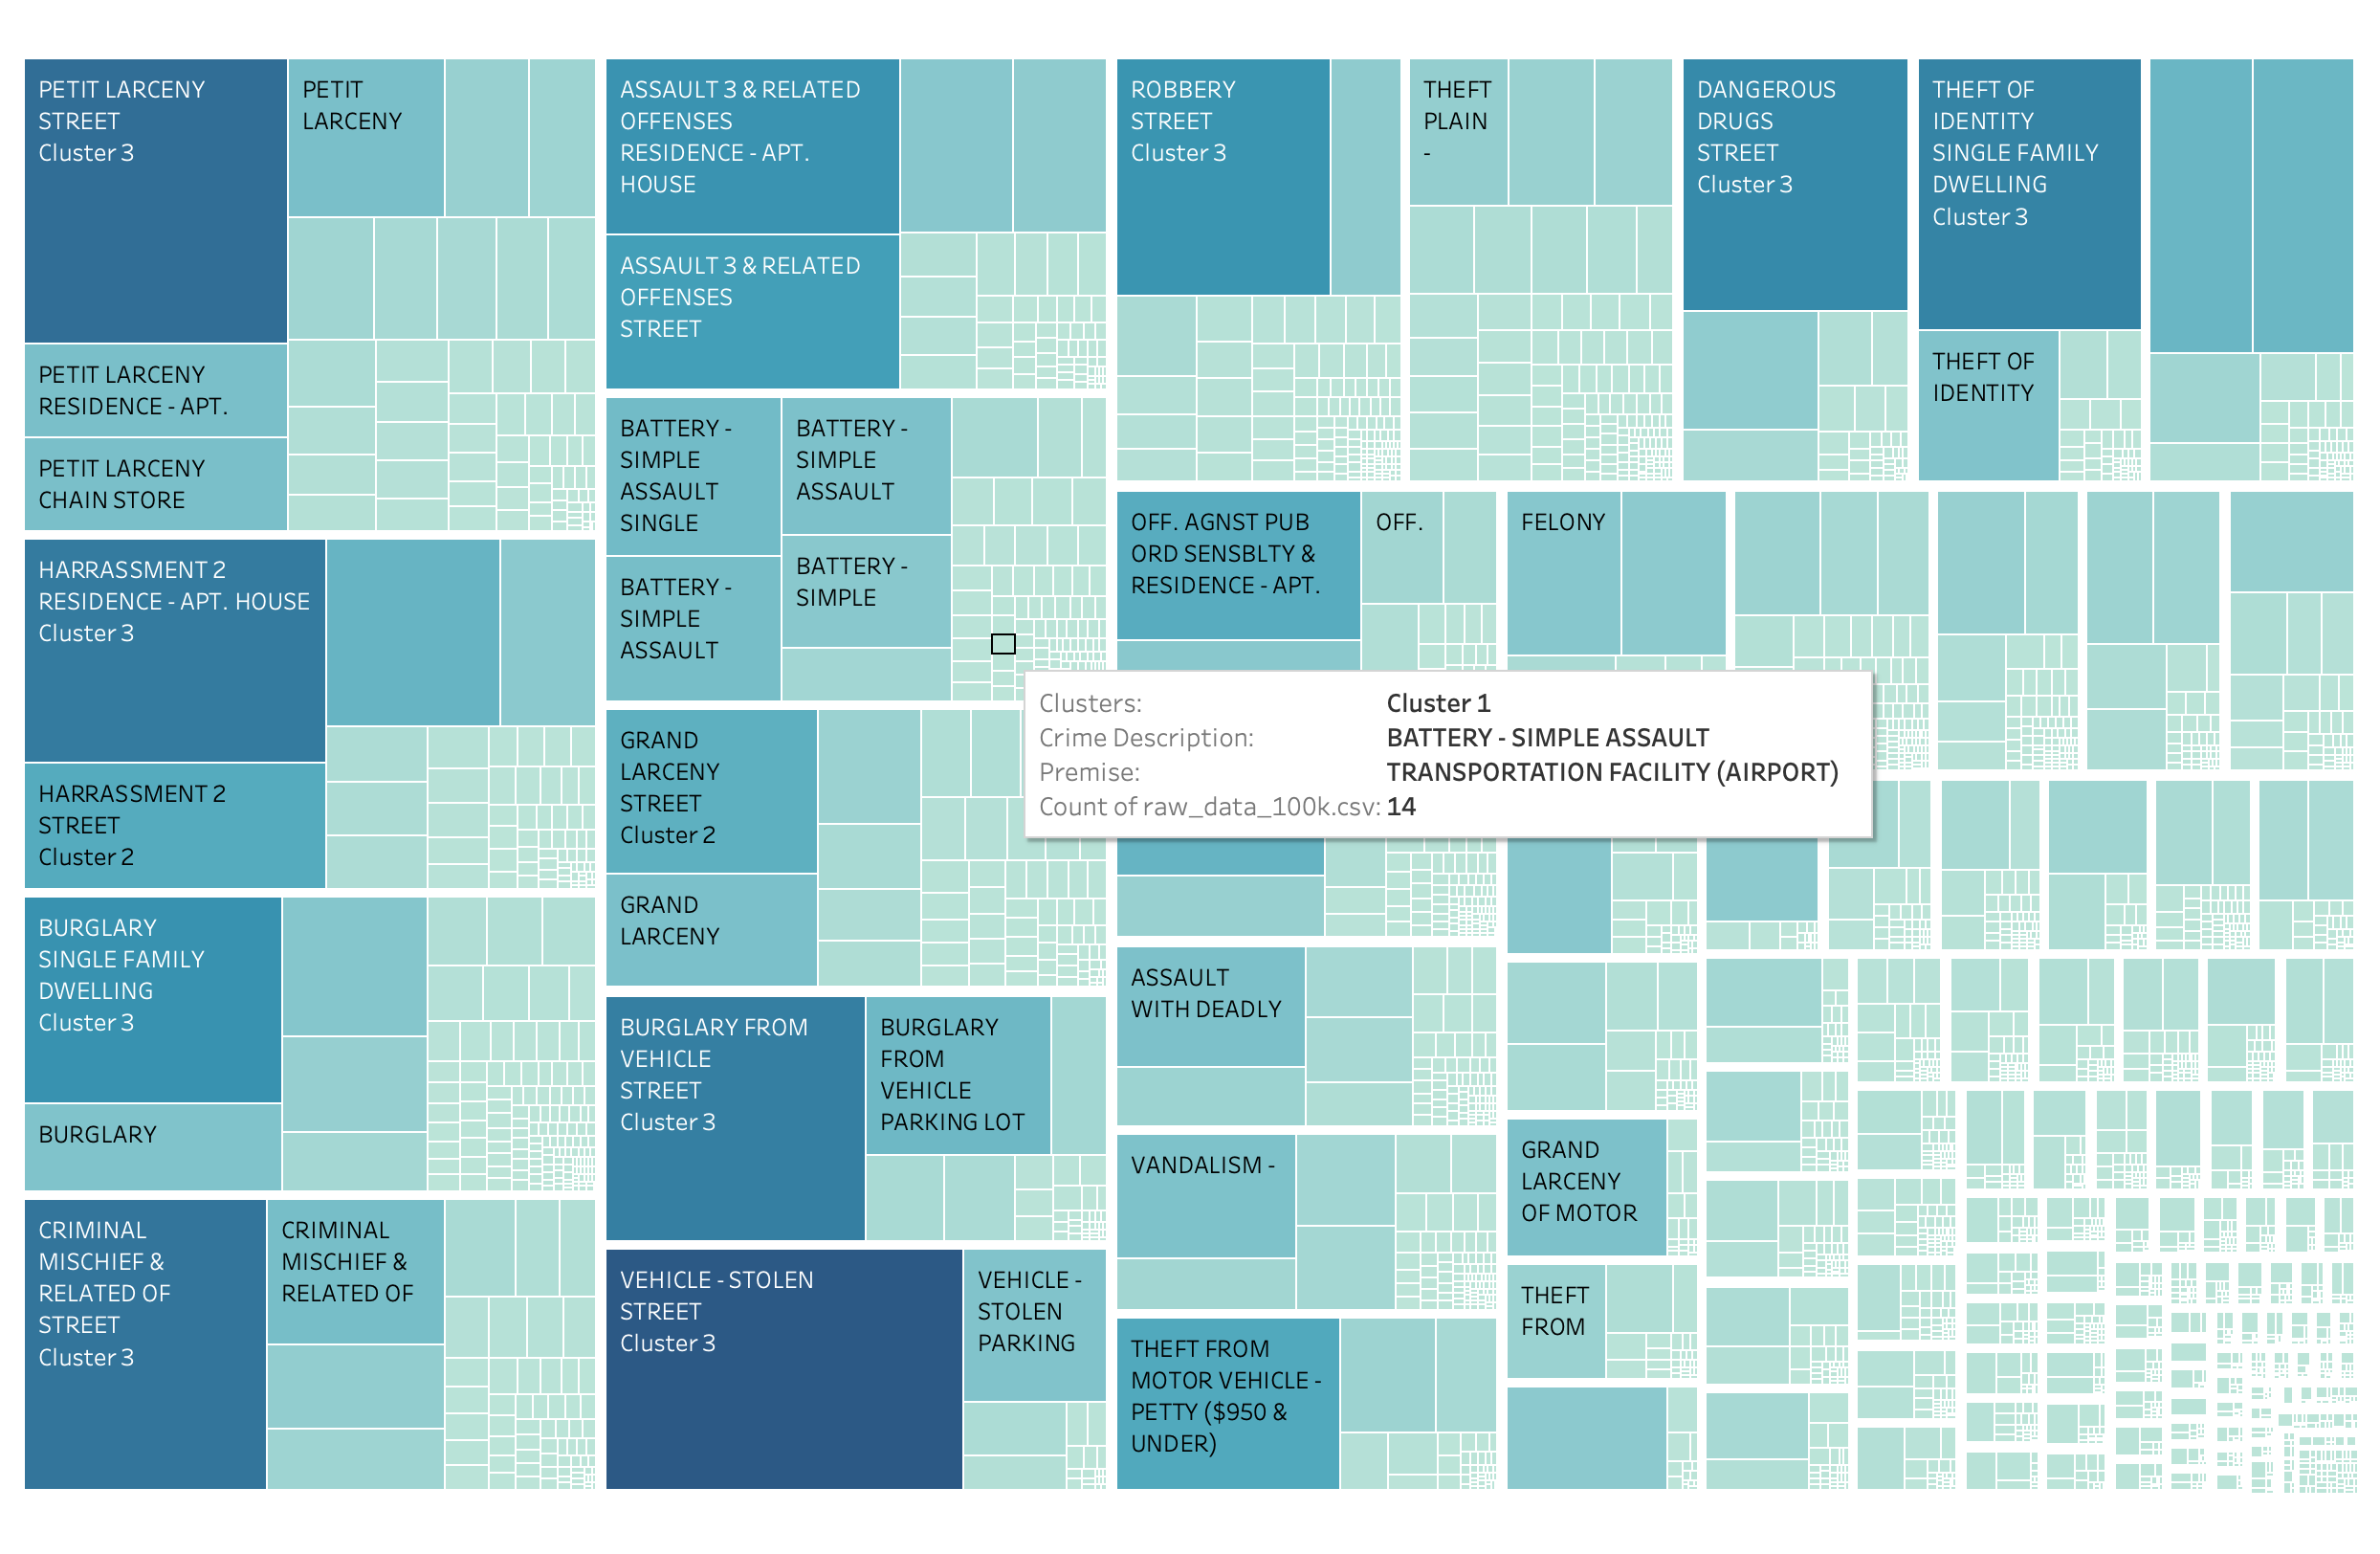 PETIT LARCENY
STREET
Cluster 3
PETIT
LARCENY
PETIT LARCENY
RESIDENCE - APT.
PETIT LARCENY
CHAIN STORE
HARRASSMENT 2
RESIDENCE - APT. HOUSE
Cluster 3
HARRASSMENT 2
STREET
Cluster 2
BURGLARY
SINGLE FAMILY
DWELLING
Cluster 3
BURGLARY
CRIMINAL
MISCHIEF &
RELATED OF
STREET
Cluster 3
CRIMINAL
MISCHIEF &
RELATED OF
ASSAULT 3 & RELATED
OFFENSES
RESIDENCE - APT.
HOUSE
ASSAULT 3 & RELATED
OFFENSES
STREET
BATTERY -
SIMPLE
ASSAULT
SINGLE
BATTERY -
SIMPLE
ASSAULT
BATTERY -
SIMPLE
ASSAULT
BATTERY -
SIMPLE
GRAND
LARCENY
STREET
Cluster 2
GRAND
LARCENY
BURGLARY FROM
VEHICLE
STREET
Cluster 3
BURGLARY
FROM
VEHICLE
PARKING LOT
VEHICLE - STOLEN
STREET
Cluster 3
VEHICLE -
STOLEN
PARKING
ROBBERY
STREET
Cluster 3
THEFT
PLAIN
-
DANGEROUS
DRUGS
STREET
Cluster 3
THEFT OF
IDENTITY
SINGLE FAMILY
DWELLING
Cluster 3
THEFT OF
IDENTITY
OFF. AGNST PUB
ORD SENSBLTY &
RESIDENCE - APT.
OFF.
FELONY
Clusters: Cluster 1
Crime Description: BATTERY - SIMPLE ASSAULT
Premise: TRANSPORTATION FACILITY (AIRPORT)
Count of raw_data_100k.csv: 14
ASSAULT
WITH DEADLY
VANDALISM -
THEFT FROM
MOTOR VEHICLE -
PETTY ($950 &
UNDER)
GRAND
LARCENY
OF MOTOR
THEFT
FROM